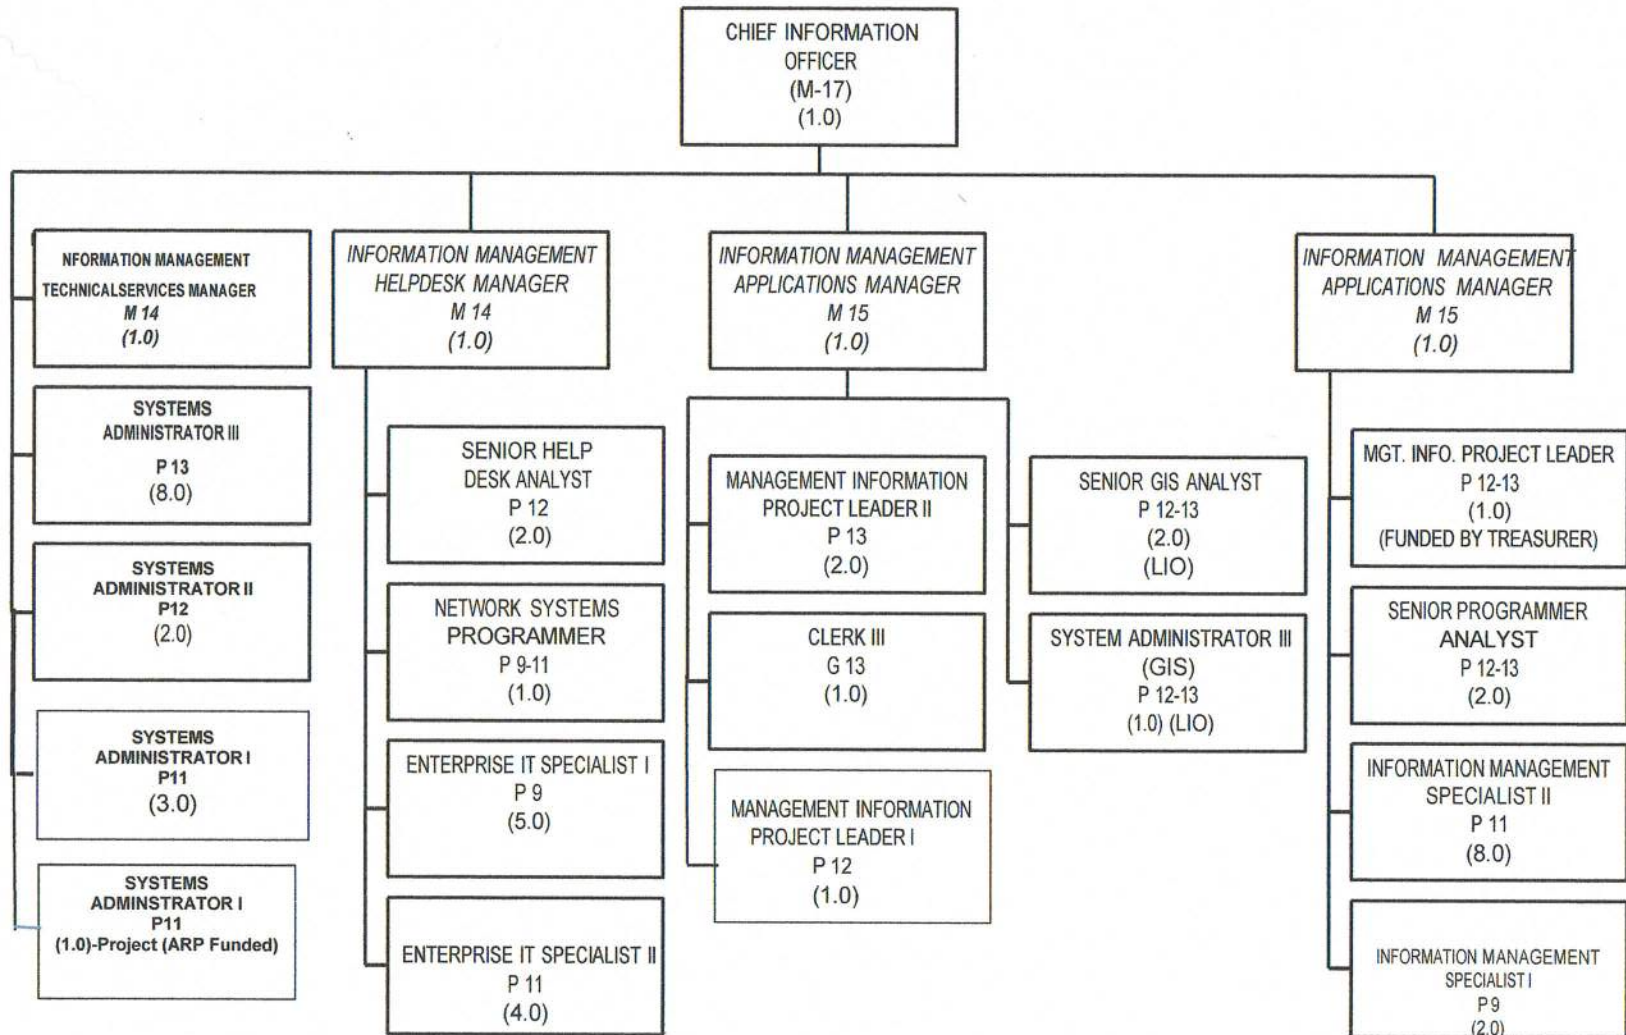 CHIEF INFORMATION
OFFICER
(M-17)
(1.0)
NFORMATION MANAGEMENT
TECHNICALSERVICES MANAGER
M 14
(1.0)
SYSTEMS
ADMINISTRATOR III
P 13
(8.0)
SYSTEMS
ADMINISTRATOR II
P12
(2.0)
SYSTEMS
ADMINISTRATOR I
P11
(3.0)
SYSTEMS
ADMINSTRATOR I
P11
(1.0)-Project (ARP Funded)
INFORMATION MANAGEMENT
HELPDESK MANAGER
M 14
(1.0)
SENIOR HELP
DESK ANALYST
P 12
(2.0)
NETWORK SYSTEMS
PROGRAMMER
P 9-11
(1.0)
ENTERPRISE IT SPECIALIST I
P 9
(5.0)
ENTERPRISE IT SPECIALIST II
P 11
(4.0)
INFORMATION MANAGEMENT
APPLICATIONS MANAGER
M 15
(1.0)
MANAGEMENT INFORMATION
PROJECT LEADER II
P 13
(2.0)
CLERK III
G 13
(1.0)
MANAGEMENT INFORMATION
PROJECT LEADER I
P 12
(1.0)
SENIOR GIS ANALYST
P 12-13
(2.0)
(LIO)
SYSTEM ADMINISTRATOR III
(GIS)
P 12-13
(1.0) (LIO)
INFORMATION MANAGEMENT
APPLICATIONS MANAGER
M 15
(1.0)
MGT. INFO. PROJECT LEADER
P 12-13
(1.0)
(FUNDED BY TREASURER)
SENIOR PROGRAMMER
ANALYST
P 12-13
(2.0)
INFORMATION MANAGEMENT
SPECIALIST II
P 11
(8.0)
INFORMATION MANAGEMENT
SPECIALIST I
P 9
(2.0)